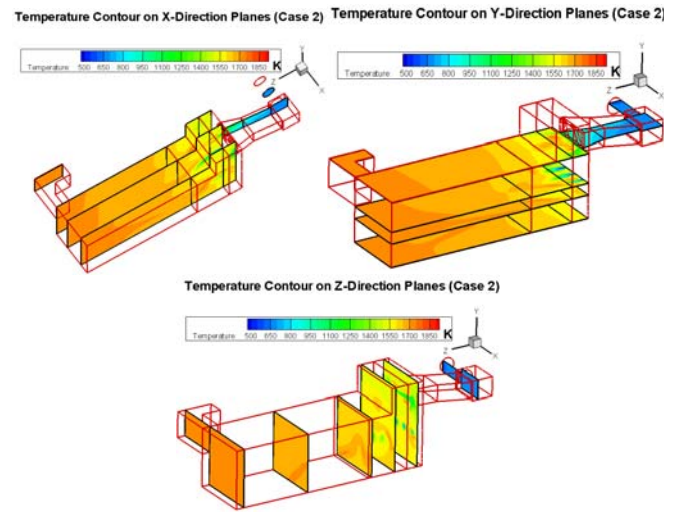 Temperature Contour on X-Direction Planes (Case 2)
Temperature 500 650 800 950 1100 1250 1400 1550 1700 1850 K
Y
Z
X
Temperature Contour on Y-Direction Planes (Case 2)
Temperature 500 650 800 950 1100 1250 1400 1550 1700 1850 K
Y
Z
X
Temperature Contour on Z-Direction Planes (Case 2)
Temperature 500 650 800 950 1100 1250 1400 1550 1700 1850 K
Y
Z
X